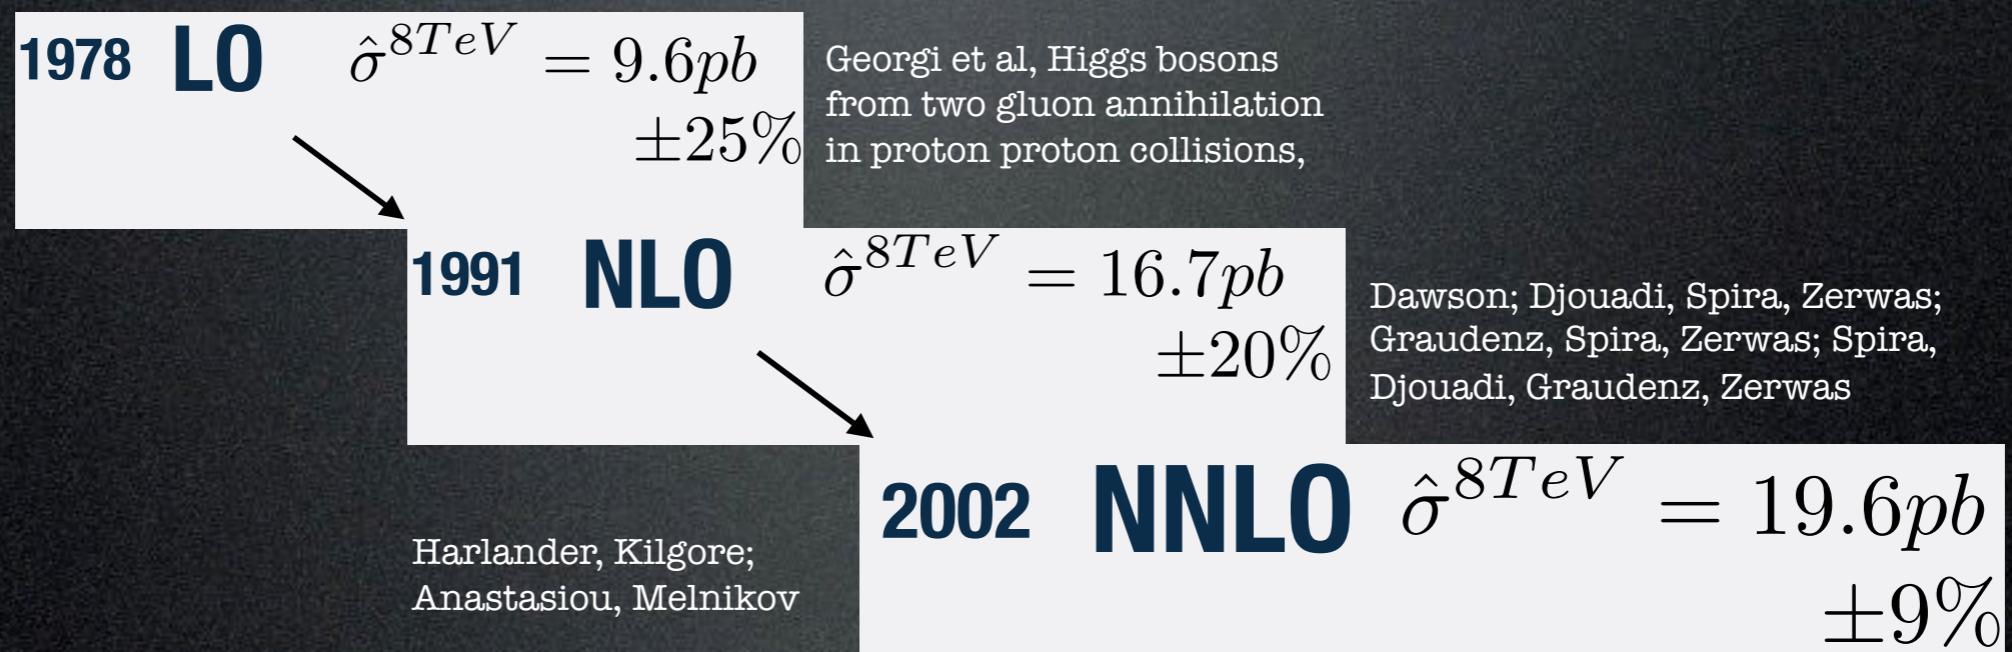 1978 LO σ̂^{8TeV} = 9.6pb
±25%
Georgi et al, Higgs bosons
from two gluon annihilation
in proton proton collisions,
1991 NLO σ̂^{8TeV} = 16.7pb
±20%
Dawson; Djouadi, Spira, Zerwas;
Graudenz, Spira, Zerwas; Spira,
Djouadi, Graudenz, Zerwas
2002 NNLO σ̂^{8TeV} = 19.6pb
±9%
Harlander, Kilgore;
Anastasiou, Melnikov